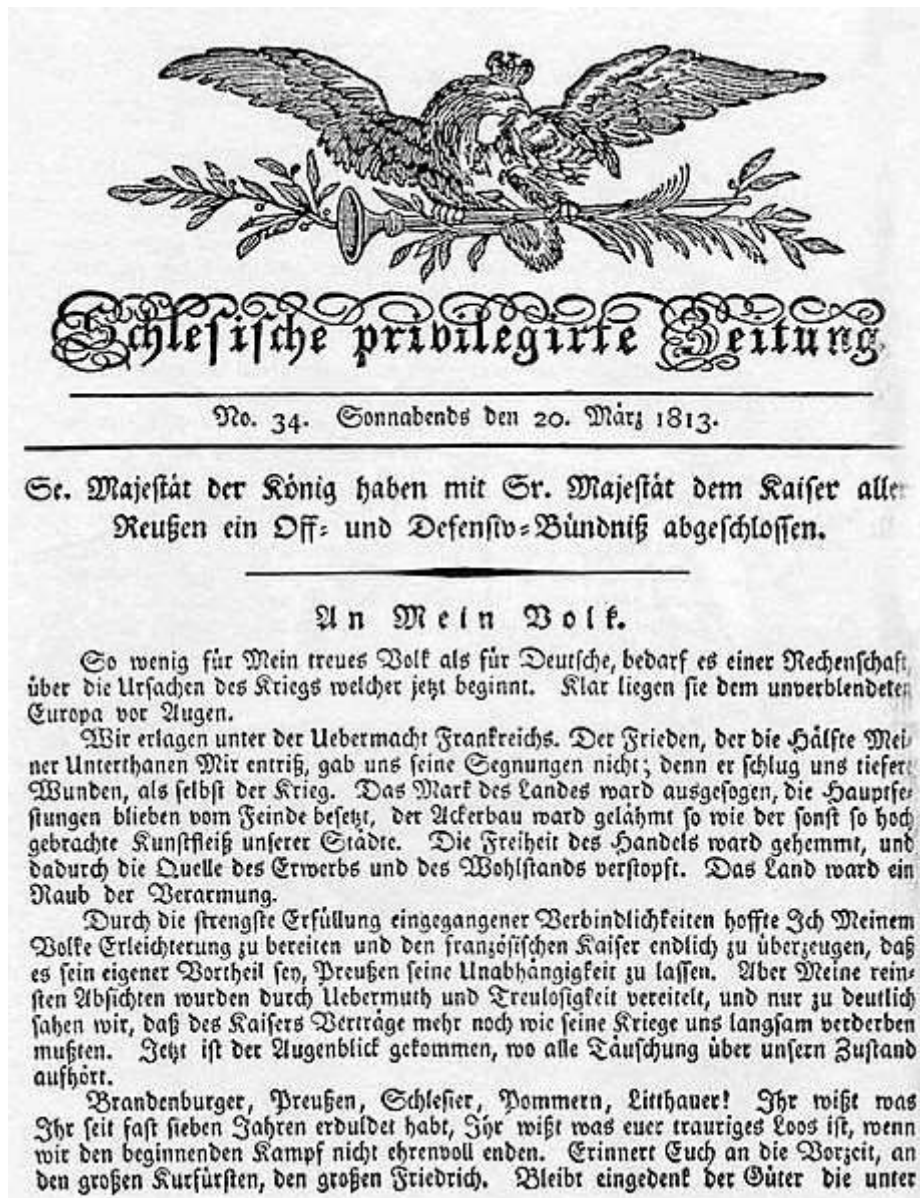 Schlesische privilegirte Zeitung.
No. 34. Sonnabends den 20. März 1813.
Se. Majestät der König haben mit Sr. Majestät dem Kaiser aller
Reußen ein Off- und Defensiv-Bündniß abgeschlossen.
An Mein Volk.
So wenig für Mein treues Volk als für Deutsche, bedarf es einer Rechenschaft,
über die Ursachen des Kriegs welcher jetzt beginnt. Klar liegen sie dem unverblendeten
Europa vor Augen.
Wir erlagen unter der Uebermacht Frankreichs. Der Frieden, der die Hälfte Mei-
ner Unterthanen Mir entriß, gab uns seine Segnungen nicht; denn er schlug uns tiefere
Wunden, als selbst der Krieg. Das Mark des Landes ward ausgesogen, die Hauptfe-
stungen blieben vom Feinde besetzt, der Ackerbau ward gelähmt so wie der sonst so hoch
gebrachte Kunstfleiß unserer Städte. Die Freiheit des Handels ward gehemmt, und
dadurch die Quelle des Erwerbs und des Wohlstands verstopft. Das Land ward ein
Raub der Verarmung.
Durch die strengste Erfüllung eingegangener Verbindlichkeiten hoffte Ich Meinem
Volke Erleichterung zu bereiten und den französischen Kaiser endlich zu überzeugen, daß
es sein eigener Vortheil sey, Preußen seine Unabhängigkeit zu lassen. Aber Meine rein-
sten Absichten wurden durch Uebermuth und Treulosigkeit vereitelt, und nur zu deutlich
sahen wir, daß des Kaisers Verträge mehr noch wie seine Kriege uns langsam verderben
mußten. Jetzt ist der Augenblick gekommen, wo alle Täuschung über unsern Zustand
aufhört.
Brandenburger, Preußen, Schlesier, Pommern, Litthauer! Ihr wißt was
Ihr seit fast sieben Jahren erduldet habt, Ihr wißt was euer trauriges Loos ist, wenn
wir den beginnenden Kampf nicht ehrenvoll enden. Erinnert Euch an die Vorzeit, an
den großen Kurfürsten, den großen Friedrich. Bleibt eingedenk der Güter die unter